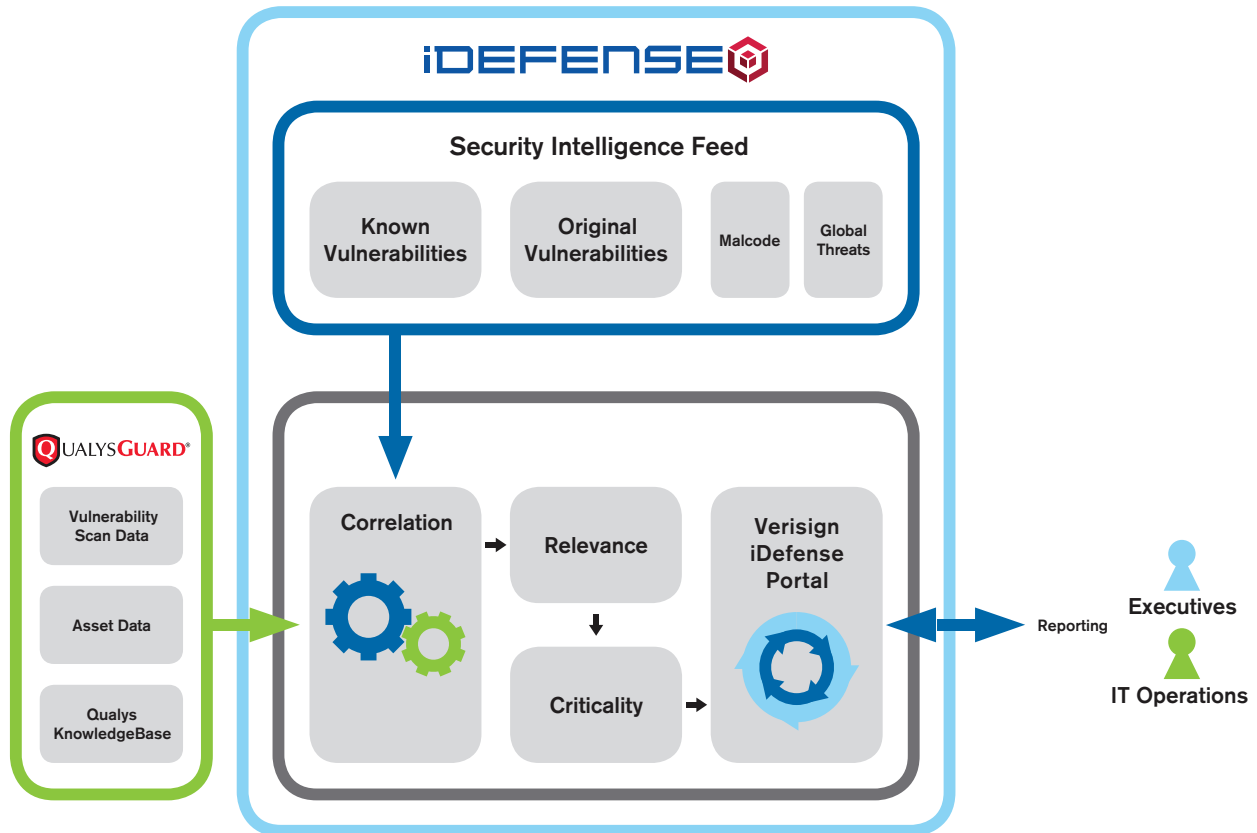 iDEFENSE
Security Intelligence Feed
Known
Vulnerabilities
Original
Vulnerabilities
Malcode
Global
Threats
QUALYSGUARD®
Vulnerability
Scan Data
Asset Data
Qualys
KnowledgeBase
Correlation
Relevance
Criticality
Verisign
iDefense
Portal
Reporting
Executives
IT Operations